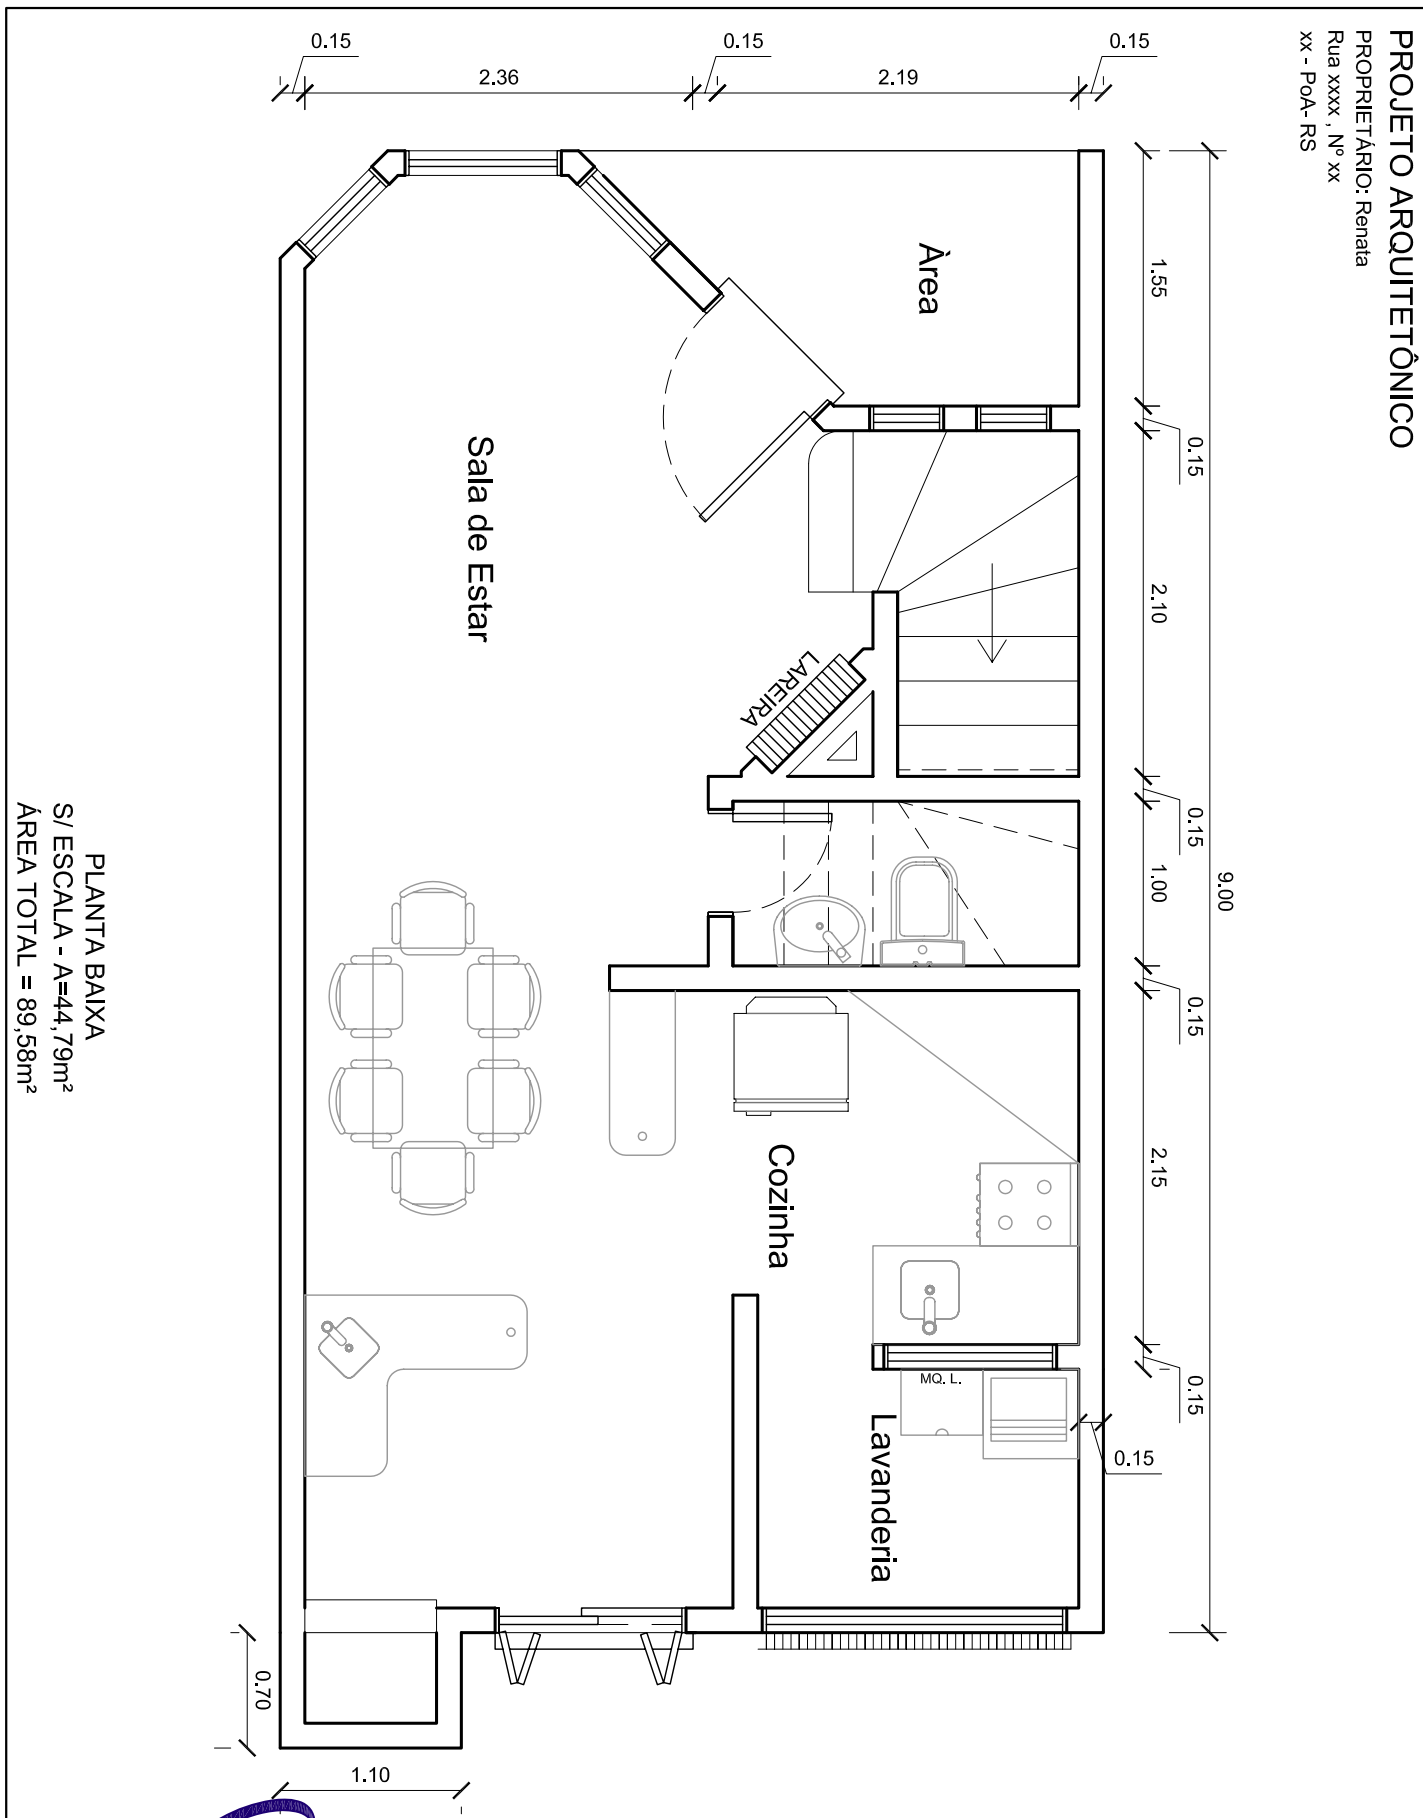 PROJETO ARQUITETÔNICO
PROPRIETÁRIO: Renata
Rua xxxx , Nº xx
xx - PoA- RS
0.15
2.36
0.15
2.19
0.15
1.55
0.15
2.10
0.15
1.00
9.00
0.15
2.15
0.15
0.15
Àrea
Sala de Estar
LAREIRA
Cozinha
MQ. L.
Lavanderia
0.70
1.10
PLANTA BAIXA
S/ ESCALA - A=44,79m²
ÁREA TOTAL = 89,58m²